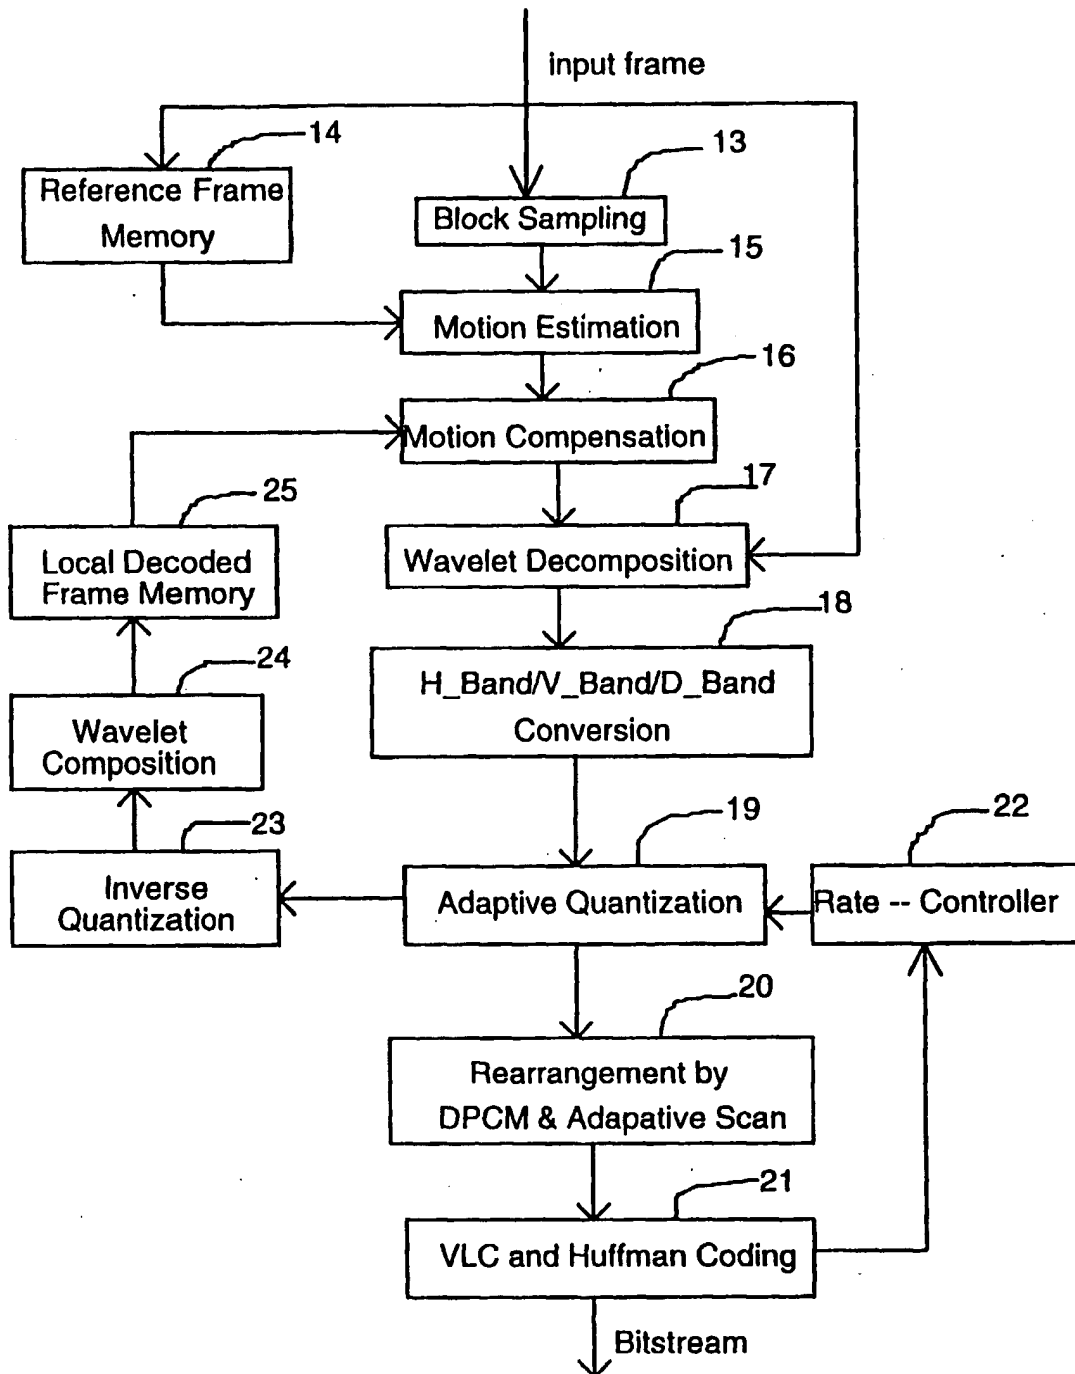 input frame
14
13
Reference Frame
Memory
Block Sampling
15
Motion Estimation
16
Motion Compensation
17
25
Local Decoded
Frame Memory
Wavelet Decomposition
18
24
H_Band/V_Band/D_Band
Conversion
Wavelet
Composition
23
19
22
Inverse
Quantization
Adaptive Quantization
Rate -- Controller
20
Rearrangement by
DPCM & Adapative Scan
21
VLC and Huffman Coding
Bitstream